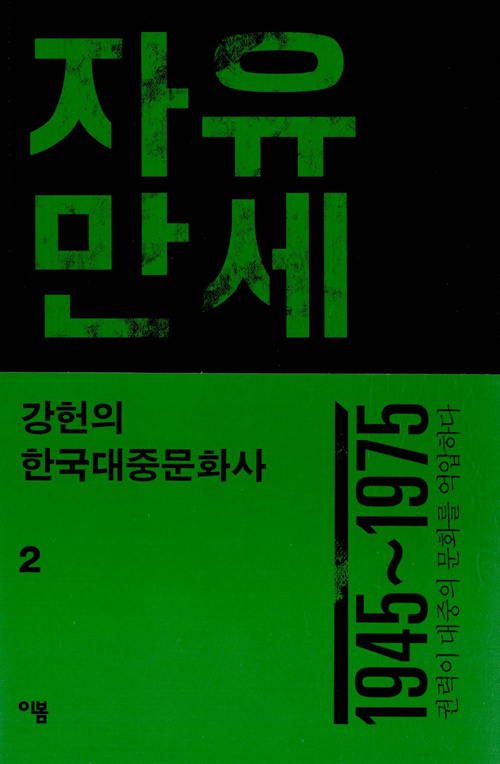 자유
만세
강헌의
한국대중문화사
2
1945~1975
권력이 대중의 문화를 억압하다
이봄